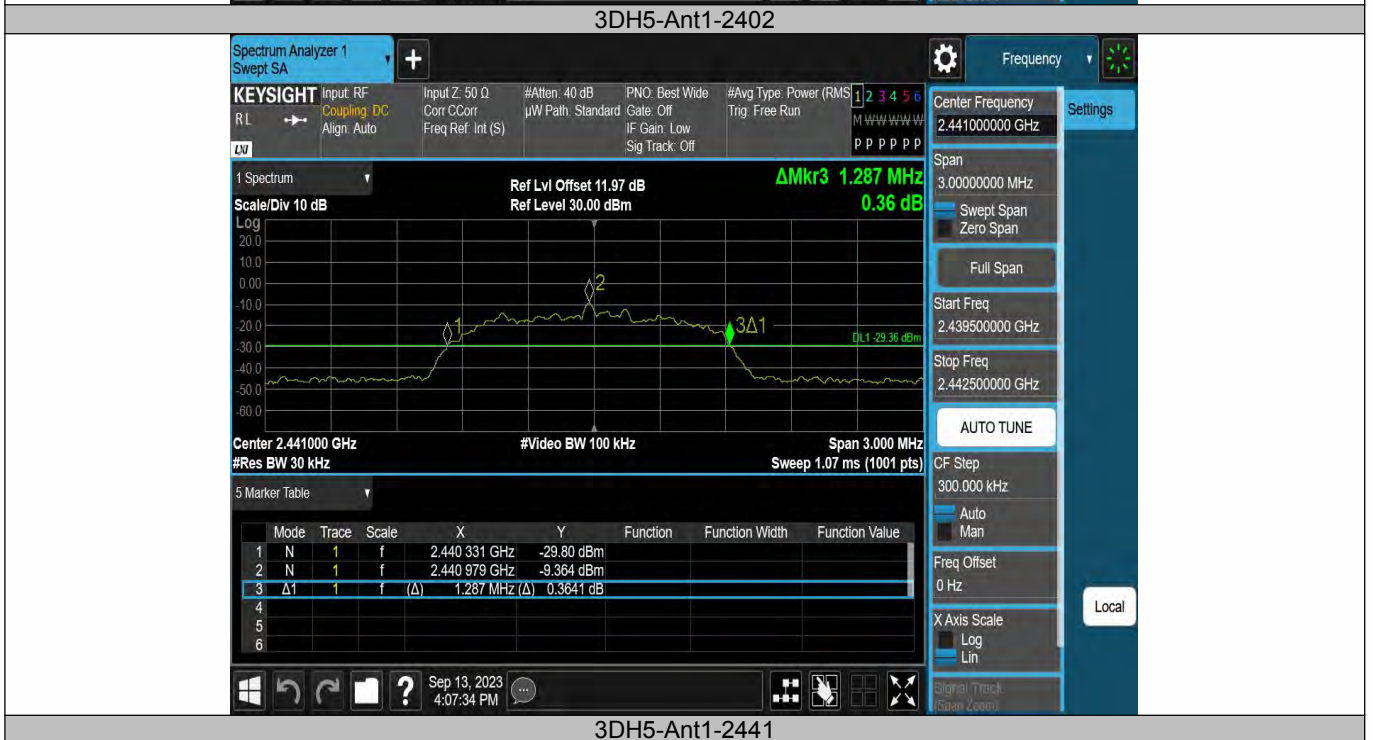 3DH5-Ant1-2402
Spectrum Analyzer 1
Swept SA
+
Frequency
KEYSIGHT
RL
LXI
Input: RF
Coupling: DC
Align: Auto
Input Z: 50 Ω
Corr CCorr
Freq Ref: Int (S)
#Atten: 40 dB
µW Path: Standard
PNO: Best Wide
Gate: Off
IF Gain: Low
Sig Track: Off
#Avg Type: Power (RMS
Trig: Free Run
1 2 3 4 5 6
M W W W W W
P P P P P P
1 Spectrum
Scale/Div 10 dB
Ref Lvl Offset 11.97 dB
Ref Level 30.00 dBm
ΔMkr3 1.287 MHz
0.36 dB
Log
20.0
10.0
0.00
-10.0
-20.0
-30.0
-40.0
-50.0
-60.0
1
2
3Δ1
DL1 -29.36 dBm
Center 2.441000 GHz
#Video BW 100 kHz
Span 3.000 MHz
#Res BW 30 kHz
Sweep 1.07 ms (1001 pts)
5 Marker Table
Mode Trace Scale X Y Function Function Width Function Value
1 N 1 f 2.440 331 GHz -29.80 dBm
2 N 1 f 2.440 979 GHz -9.364 dBm
3 Δ1 1 f (Δ) 1.287 MHz (Δ) 0.3641 dB
4
5
6
Sep 13, 2023
4:07:34 PM
Center Frequency
2.441000000 GHz
Settings
Span
3.00000000 MHz
Swept Span
Zero Span
Full Span
Start Freq
2.439500000 GHz
Stop Freq
2.442500000 GHz
AUTO TUNE
CF Step
300.000 kHz
Auto
Man
Freq Offset
0 Hz
Local
X Axis Scale
Log
Lin
Signal Track
(Span Zoom)
3DH5-Ant1-2441